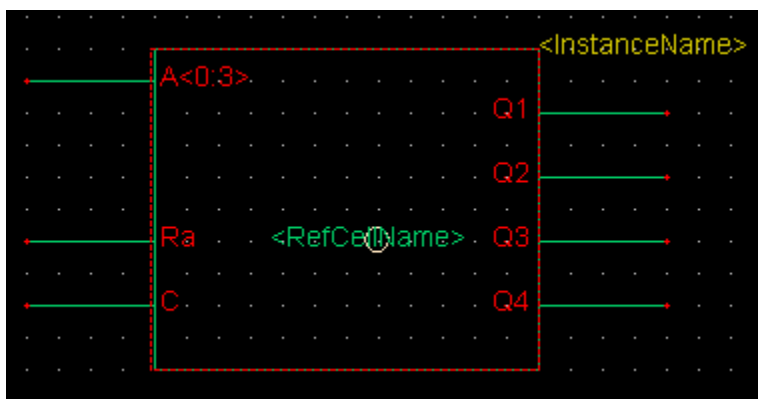 <InstanceName>
A<0:3>
Q1
Q2
Ra
<RefCellName>
Q3
C
Q4